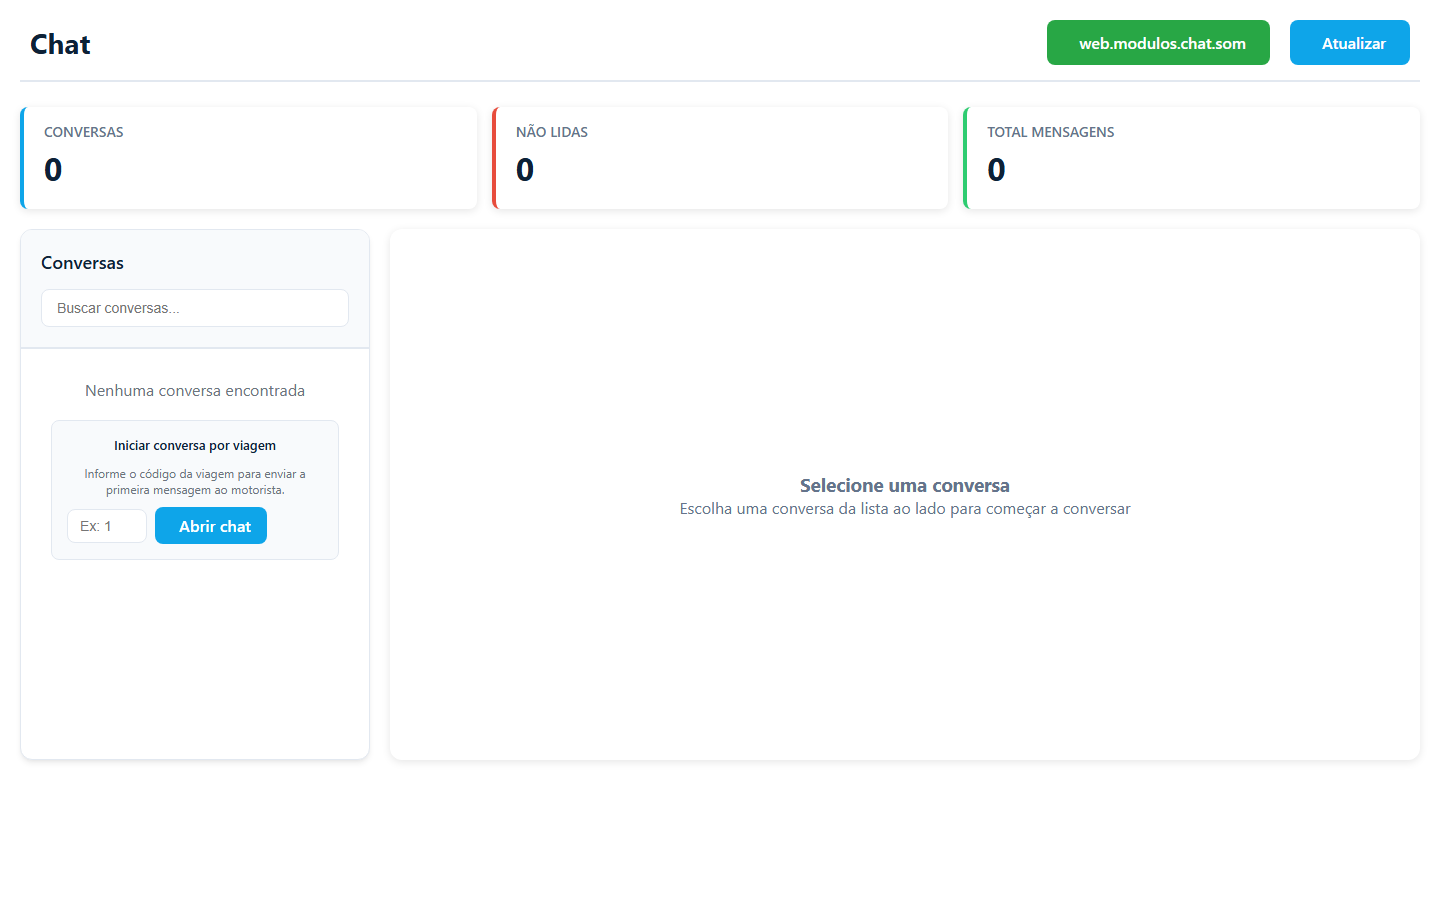 Chat
web.modulos.chat.som
Atualizar
CONVERSAS
0
NÃO LIDAS
0
TOTAL MENSAGENS
0
Conversas
Buscar conversas...
Nenhuma conversa encontrada
Iniciar conversa por viagem
Informe o código da viagem para enviar a
primeira mensagem ao motorista.
Ex: 1
Abrir chat
Selecione uma conversa
Escolha uma conversa da lista ao lado para começar a conversar